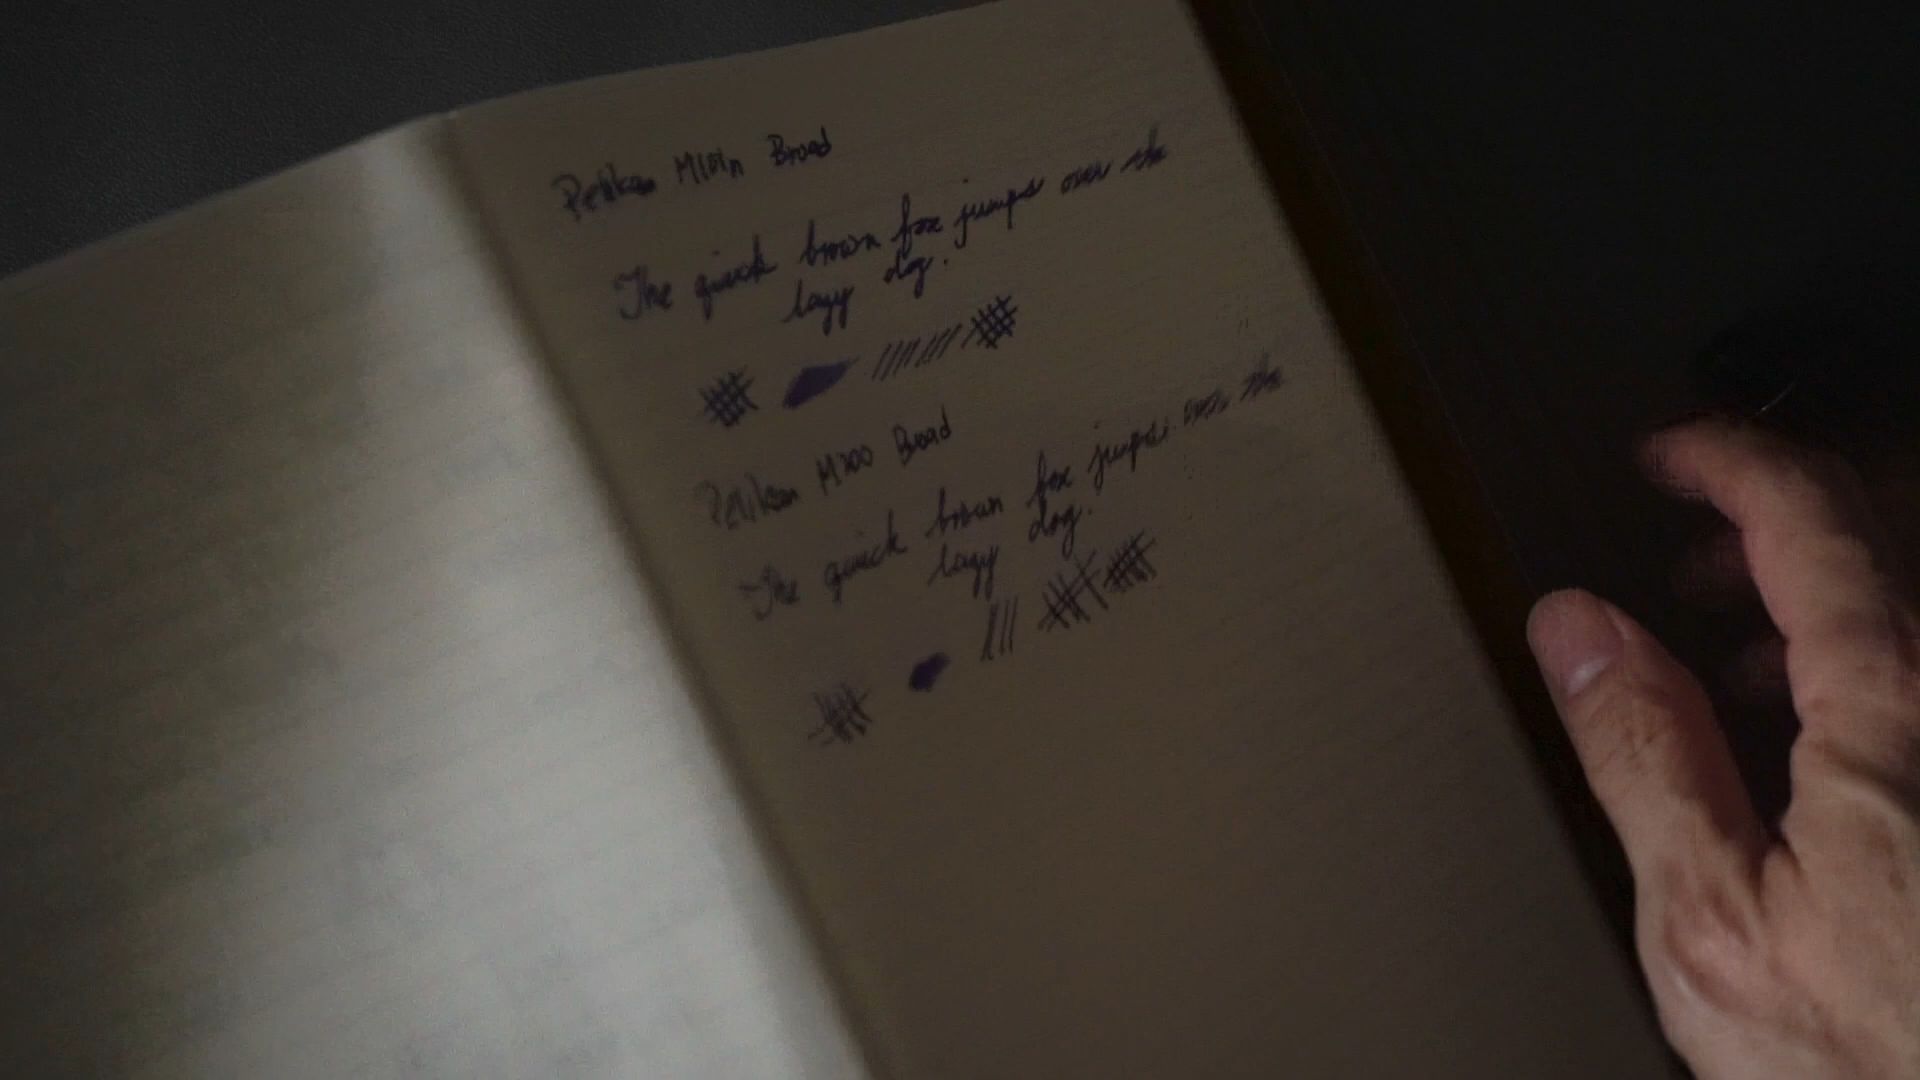 Pelikan M101n Broad
The quick brown fox jumps over the
lazy dog.
Pelikan M200 Broad
The quick brown fox jumps over the
lazy dog.